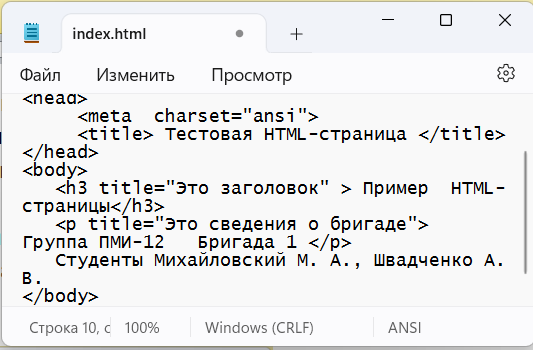 index.html
Файл Изменить Просмотр
<head>
<meta  charset="ansi">
<title> Тестовая HTML-страница </title>
</head>
<body>
<h3 title="Это заголовок" > Пример  HTML-
страницы</h3>
<p title="Это сведения о бригаде">
Группа ПМИ-12   Бригада 1 </p>
Студенты Михайловский М. А., Швадченко А.
В.
</body>
Строка 10, с 100% Windows (CRLF) ANSI